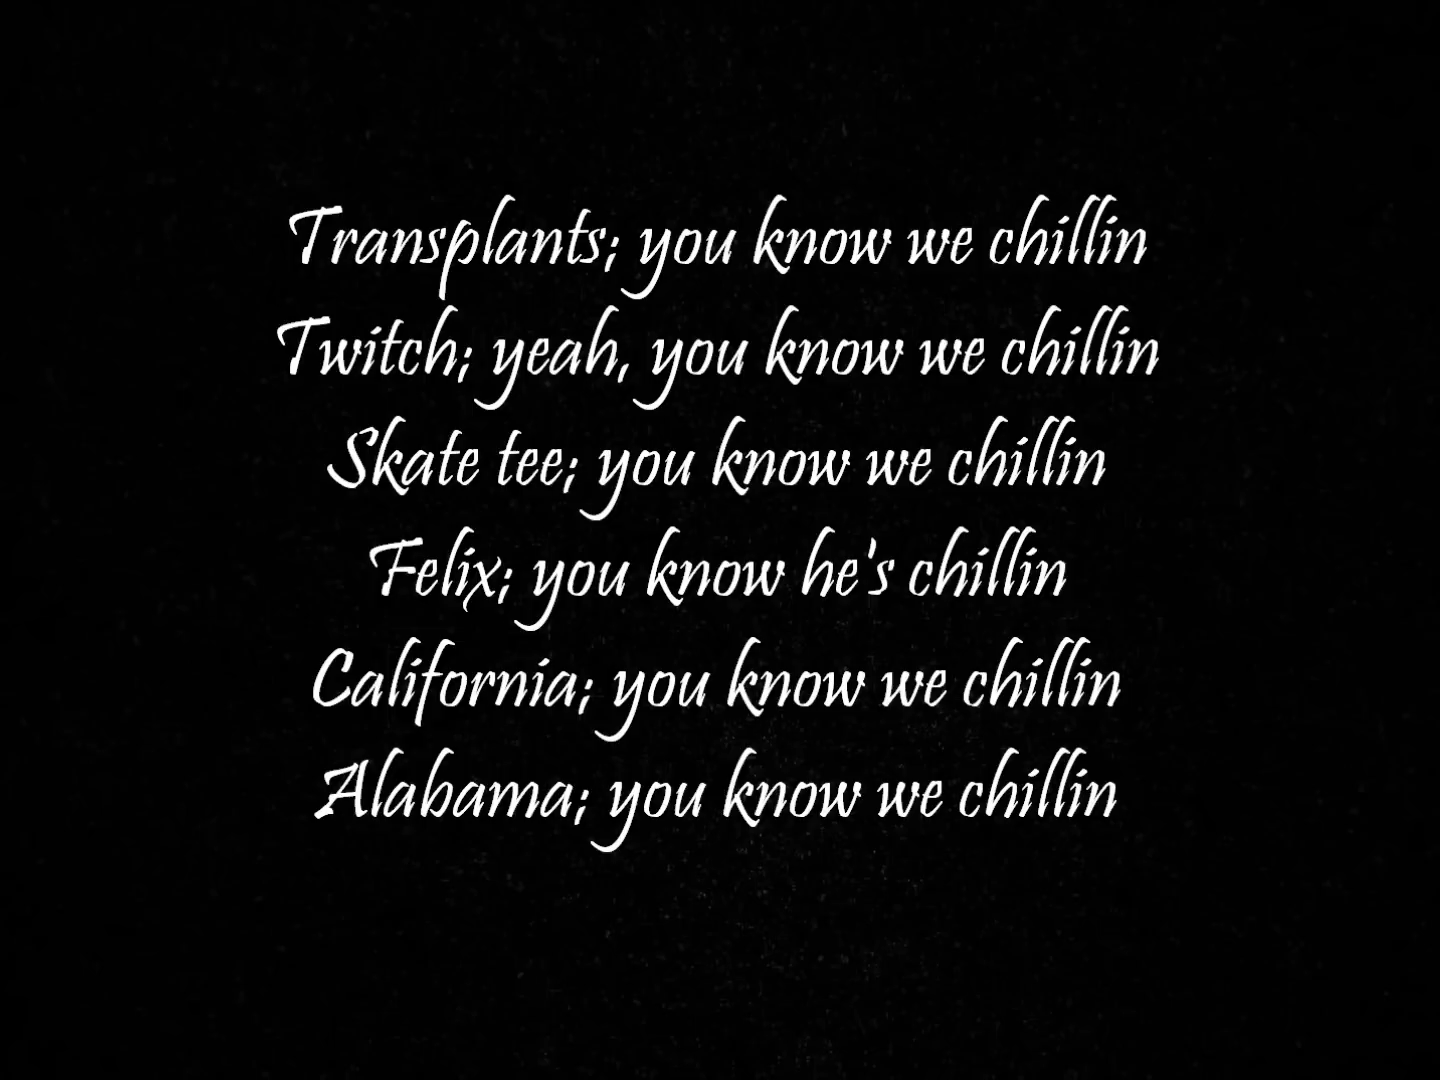 Transplants; you know we chillin
Twitch; yeah, you know we chillin
Skate tee; you know we chillin
Felix; you know he's chillin
California; you know we chillin
Alabama; you know we chillin